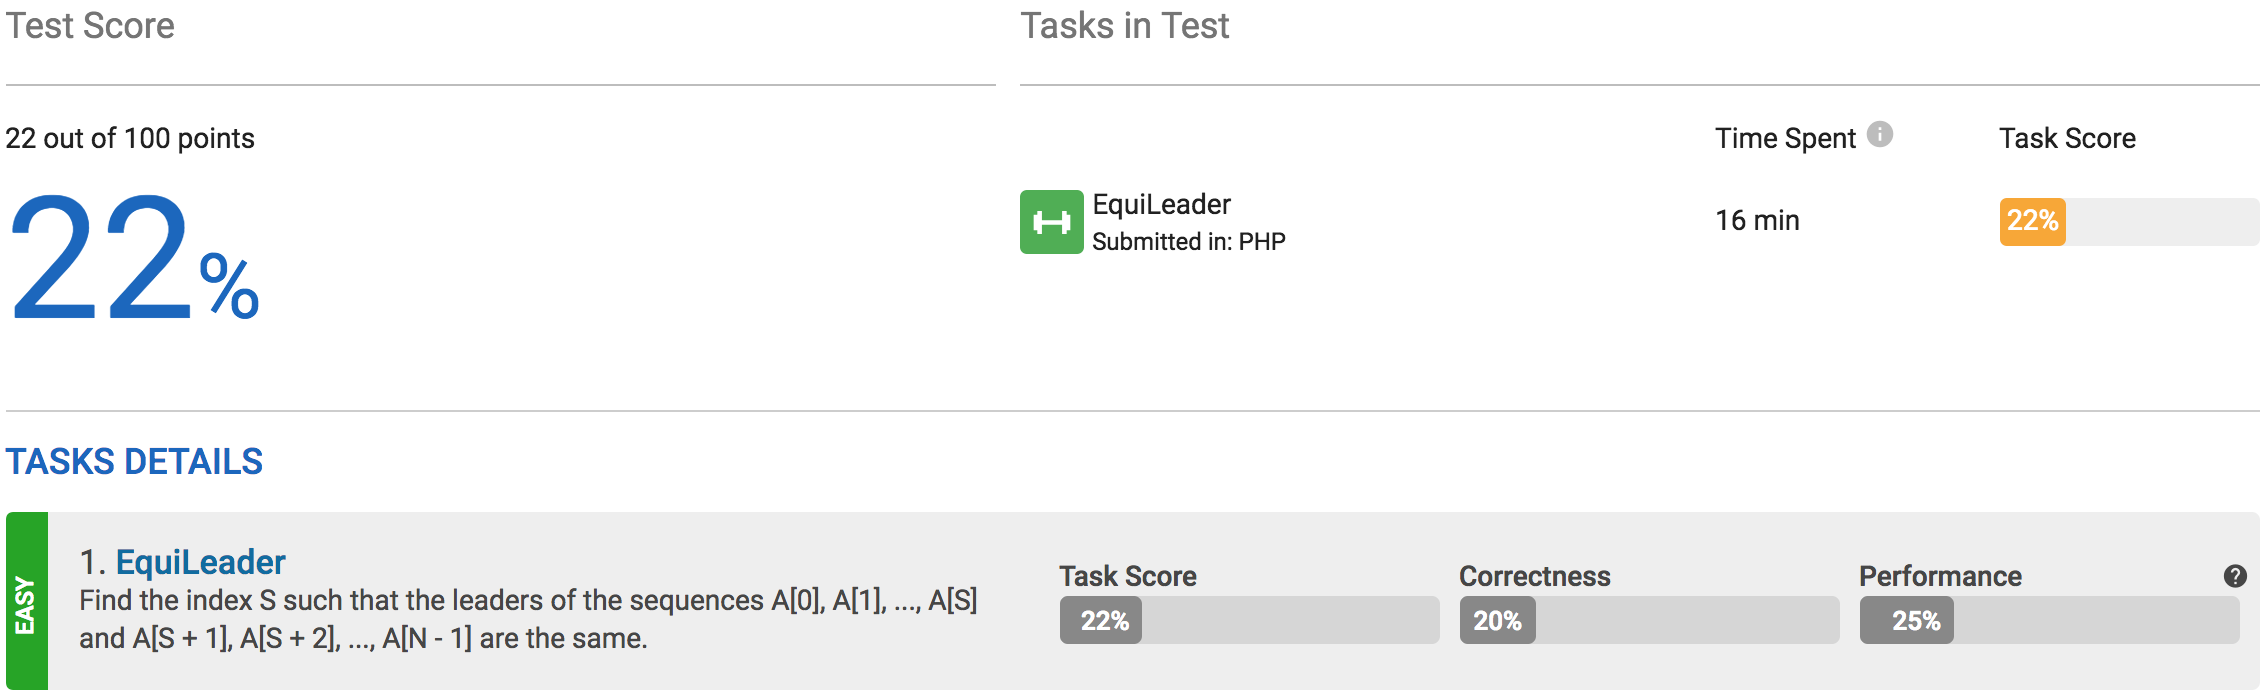 Test Score
Tasks in Test
22 out of 100 points
22%
Time Spent
Task Score
EquiLeader
Submitted in: PHP
16 min
22%
TASKS DETAILS
EASY
1. EquiLeader
Find the index S such that the leaders of the sequences A[0], A[1], ..., A[S]
and A[S + 1], A[S + 2], ..., A[N - 1] are the same.
Task Score
22%
Correctness
20%
Performance
25%